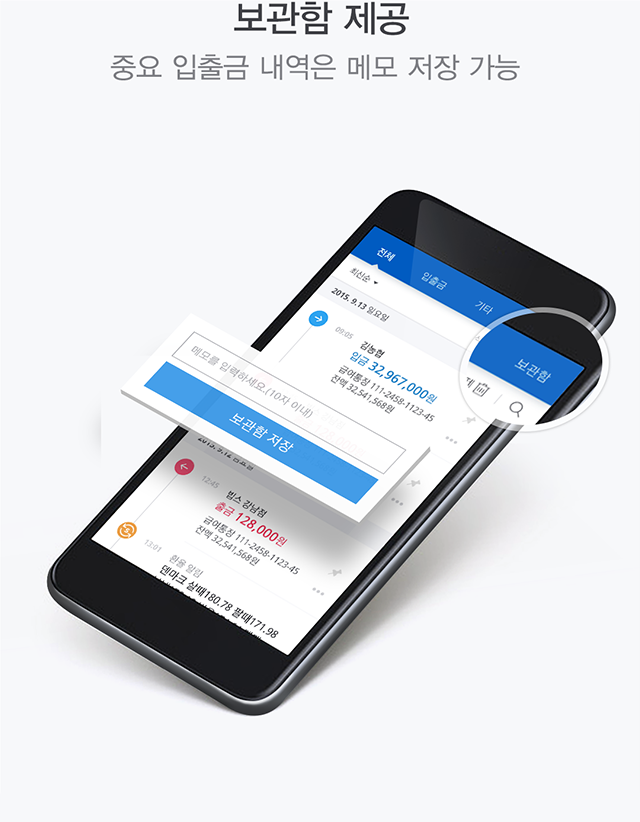 보관함 제공
중요 입출금 내역은 메모 저장 가능
전체
입출금
기타
보관함
최신순
2015. 9.13 일요일
09:05
김농협
입금 32,967,000원
급여통장 111-2458-1123-45
잔액 32,541,568원
메모를 입력하세요.(10자 이내)
보관함 저장
12:45
빕스 강남점
출금 128,000원
급여통장 111-2458-1123-45
잔액 32,541,568원
13:01
환율 알림
덴마크 살때180.78 팔때171.98